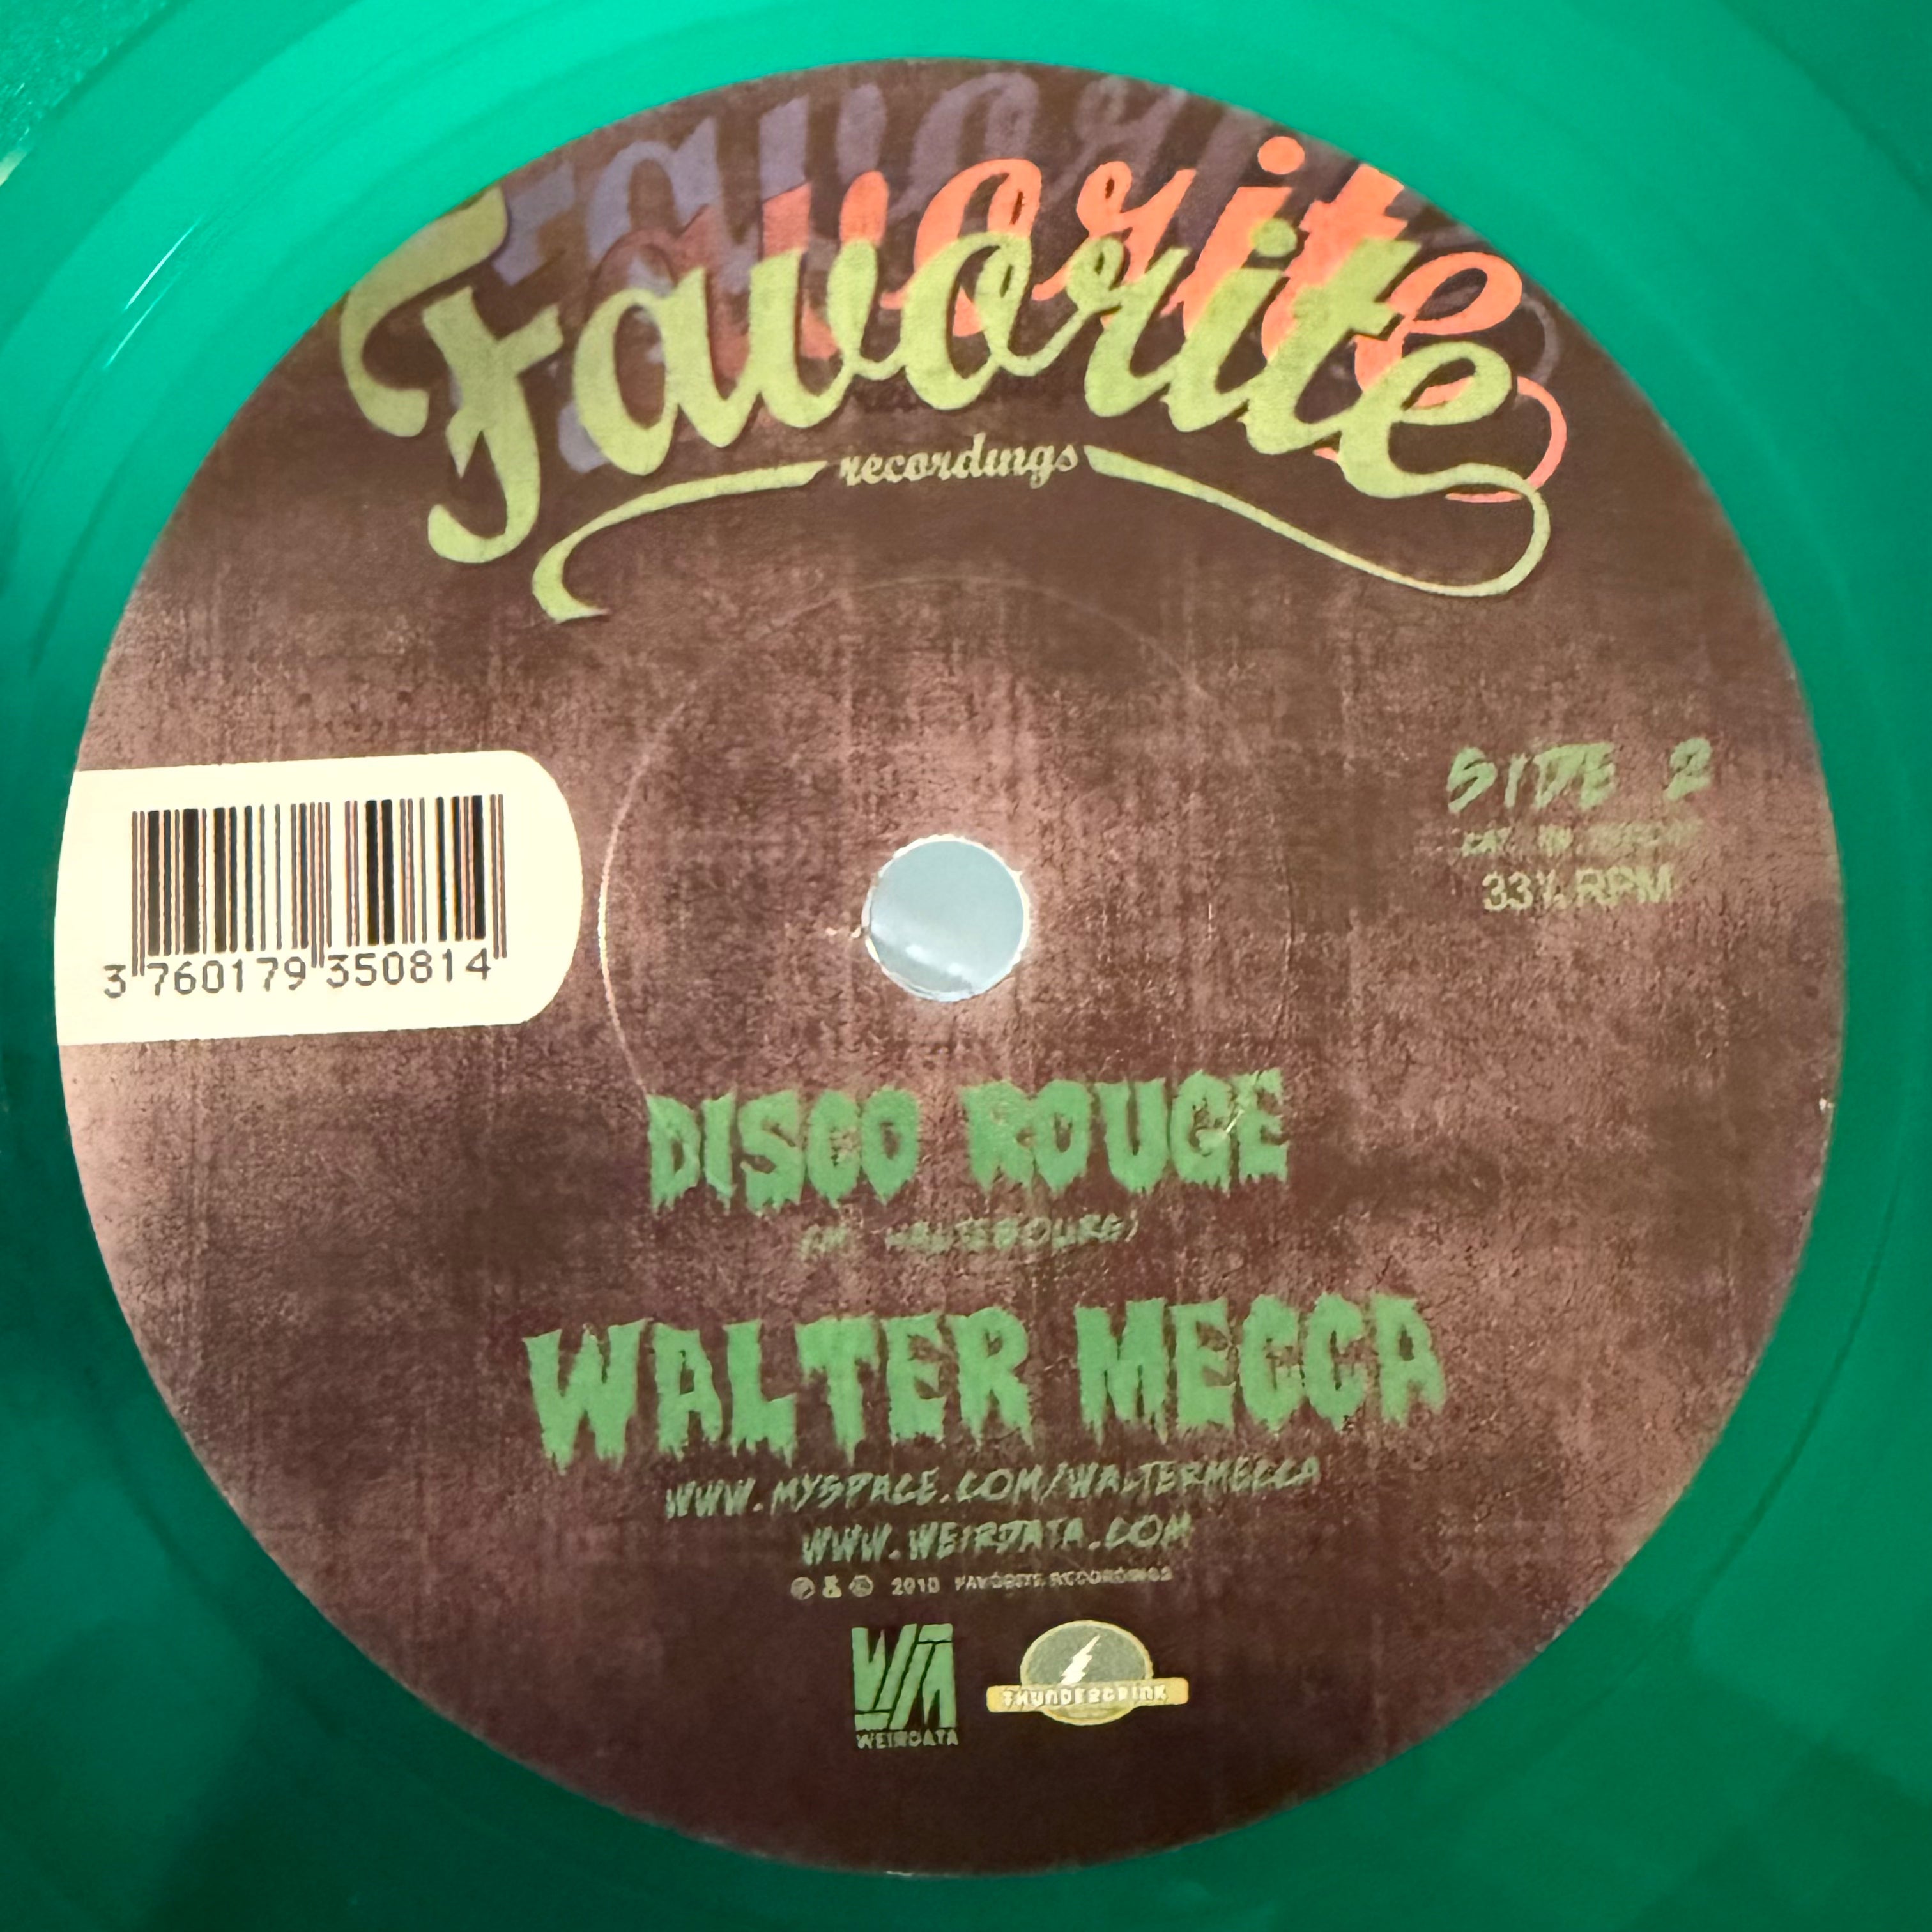 Favorite
recordings
SIDE 2
CAT. N°
33⅓ RPM
3 760179 350814
DISCO ROUGE
WALTER MECCA
WWW.MYSPACE.COM/WALTERMECCA
WWW.WEIRDATA.COM
℗ & © 2010 FAVORITE RECORDINGS
WEIRDATA